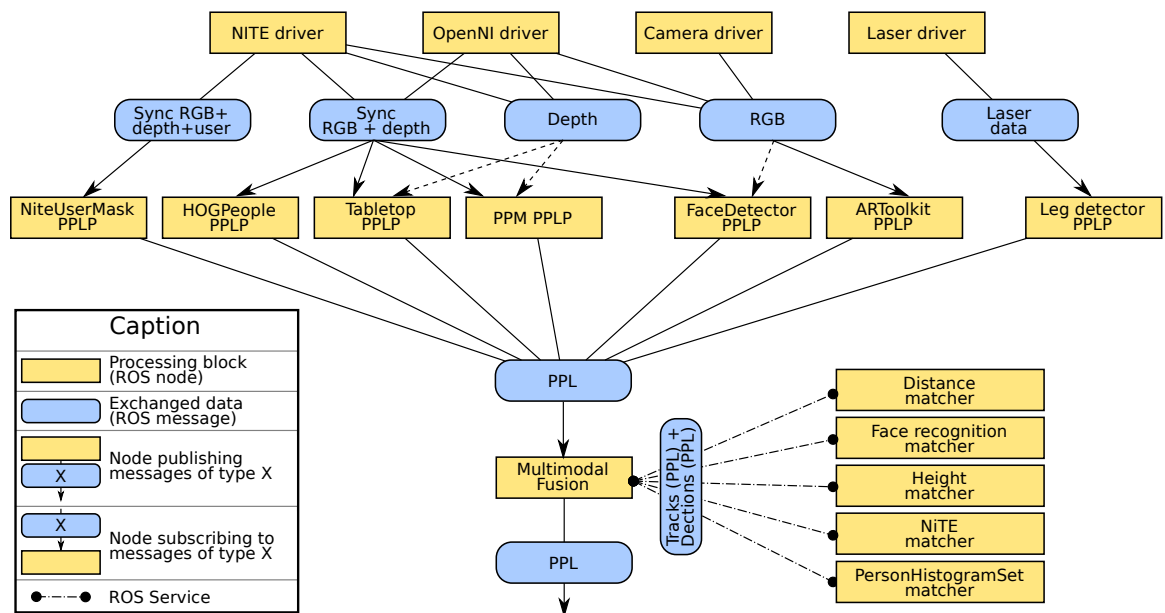 NITE driver
OpenNI driver
Camera driver
Laser driver
Sync RGB+
depth+user
Sync
RGB + depth
Depth
RGB
Laser
data
NiteUserMask
PPLP
HOGPeople
PPLP
Tabletop
PPLP
PPM PPLP
FaceDetector
PPLP
ARToolkit
PPLP
Leg detector
PPLP
Caption
Processing block
(ROS node)
Exchanged data
(ROS message)
X
Node publishing
messages of type X
X
Node subscribing to
messages of type X
ROS Service
PPL
Multimodal
Fusion
PPL
Tracks (PPL) +
Dections (PPL)
Distance
matcher
Face recognition
matcher
Height
matcher
NiTE
matcher
PersonHistogramSet
matcher